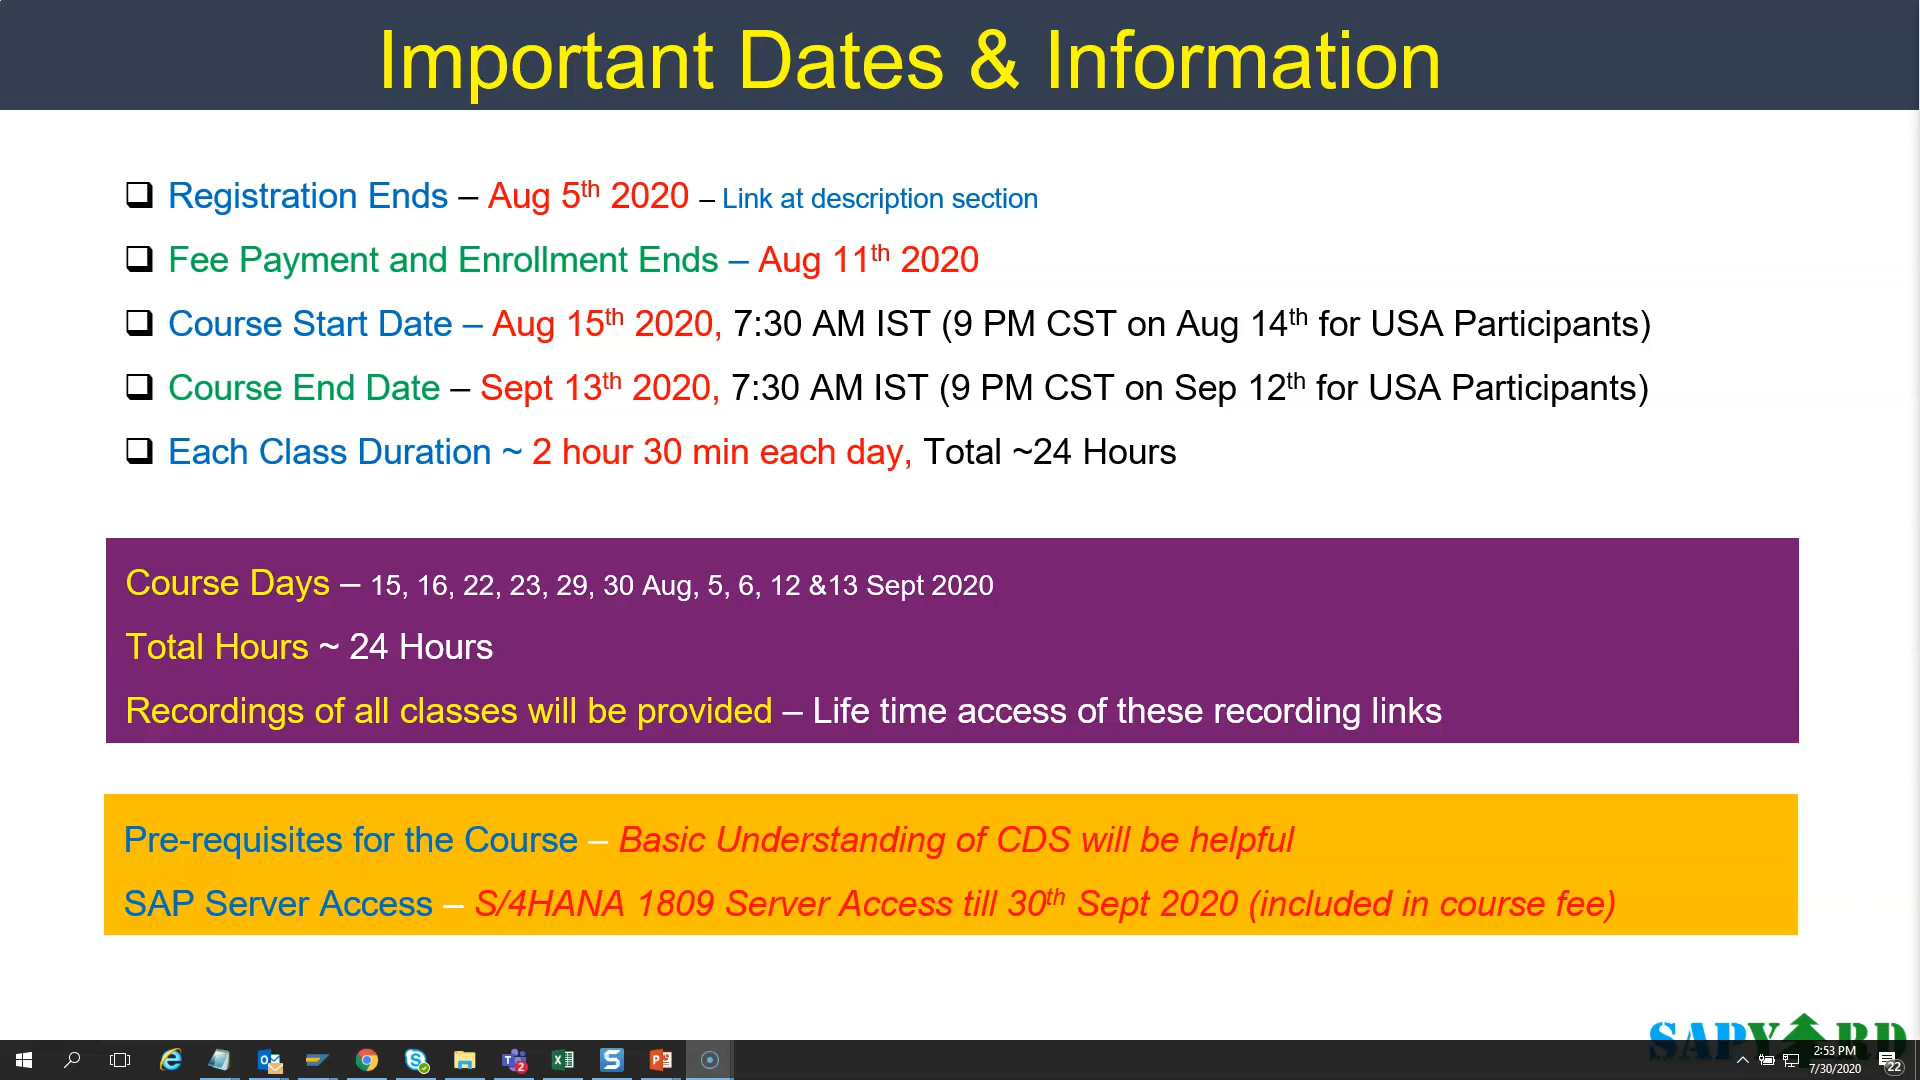 Important Dates & Information
Registration Ends – Aug 5th 2020 – Link at description section
Fee Payment and Enrollment Ends – Aug 11th 2020
Course Start Date – Aug 15th 2020, 7:30 AM IST (9 PM CST on Aug 14th for USA Participants)
Course End Date – Sept 13th 2020, 7:30 AM IST (9 PM CST on Sep 12th for USA Participants)
Each Class Duration ~ 2 hour 30 min each day, Total ~24 Hours
Course Days – 15, 16, 22, 23, 29, 30 Aug, 5, 6, 12 &13 Sept 2020
Total Hours ~ 24 Hours
Recordings of all classes will be provided – Life time access of these recording links
Pre-requisites for the Course – Basic Understanding of CDS will be helpful
SAP Server Access – S/4HANA 1809 Server Access till 30th Sept 2020 (included in course fee)
SAPYARD
2:53 PM
7/30/2020
22
2